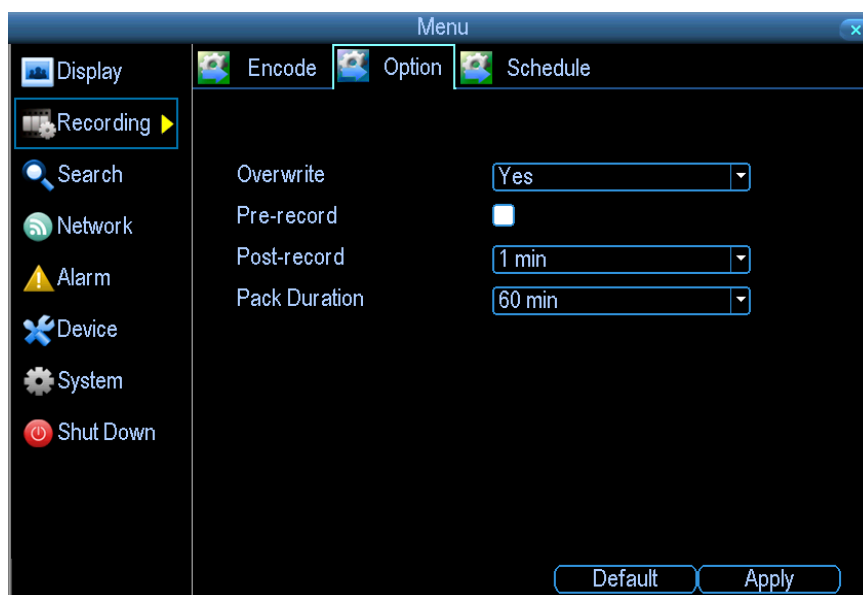 Menu
Display
Recording
Search
Network
Alarm
Device
System
Shut Down
Encode Option Schedule
Overwrite Yes
Pre-record
Post-record 1 min
Pack Duration 60 min
Default Apply